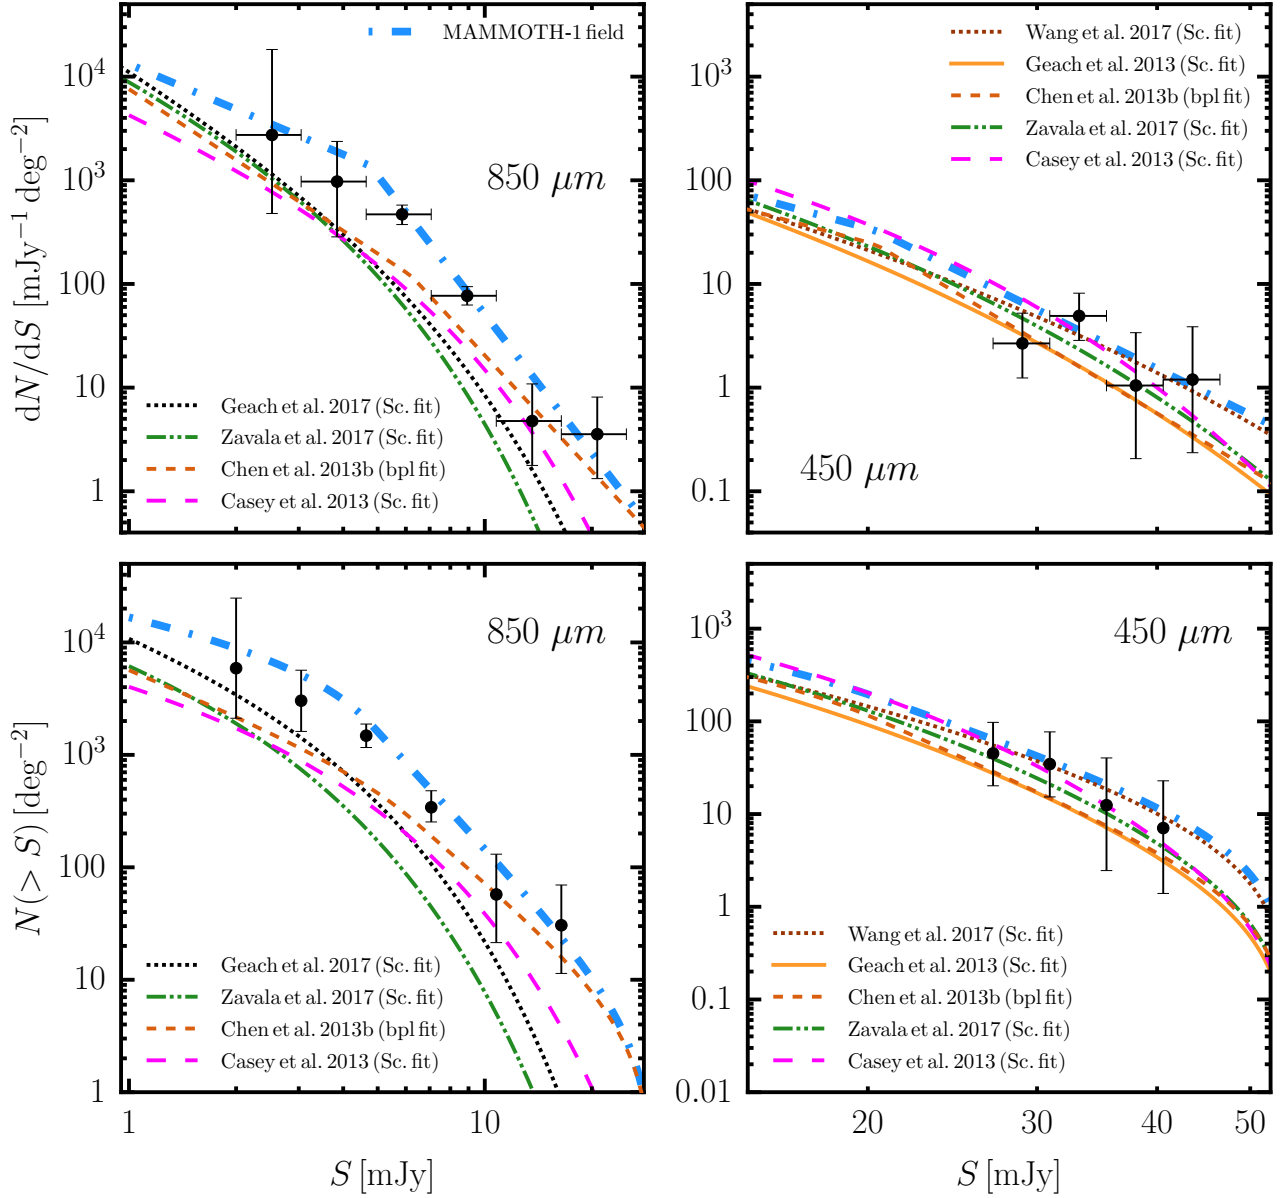 MAMMOTH-1 field
10⁴
10³
100
10
1
dN/dS [mJy⁻¹ deg⁻²]
850 μm
Geach et al. 2017 (Sc. fit)
Zavala et al. 2017 (Sc. fit)
Chen et al. 2013b (bpl fit)
Casey et al. 2013 (Sc. fit)
Wang et al. 2017 (Sc. fit)
Geach et al. 2013 (Sc. fit)
Chen et al. 2013b (bpl fit)
Zavala et al. 2017 (Sc. fit)
Casey et al. 2013 (Sc. fit)
10³
100
10
1
0.1
450 μm
850 μm
10⁴
10³
100
10
1
N(> S) [deg⁻²]
Geach et al. 2017 (Sc. fit)
Zavala et al. 2017 (Sc. fit)
Chen et al. 2013b (bpl fit)
Casey et al. 2013 (Sc. fit)
1
10
S [mJy]
450 μm
10³
100
10
1
0.1
0.01
Wang et al. 2017 (Sc. fit)
Geach et al. 2013 (Sc. fit)
Chen et al. 2013b (bpl fit)
Zavala et al. 2017 (Sc. fit)
Casey et al. 2013 (Sc. fit)
20
30
40
50
S [mJy]